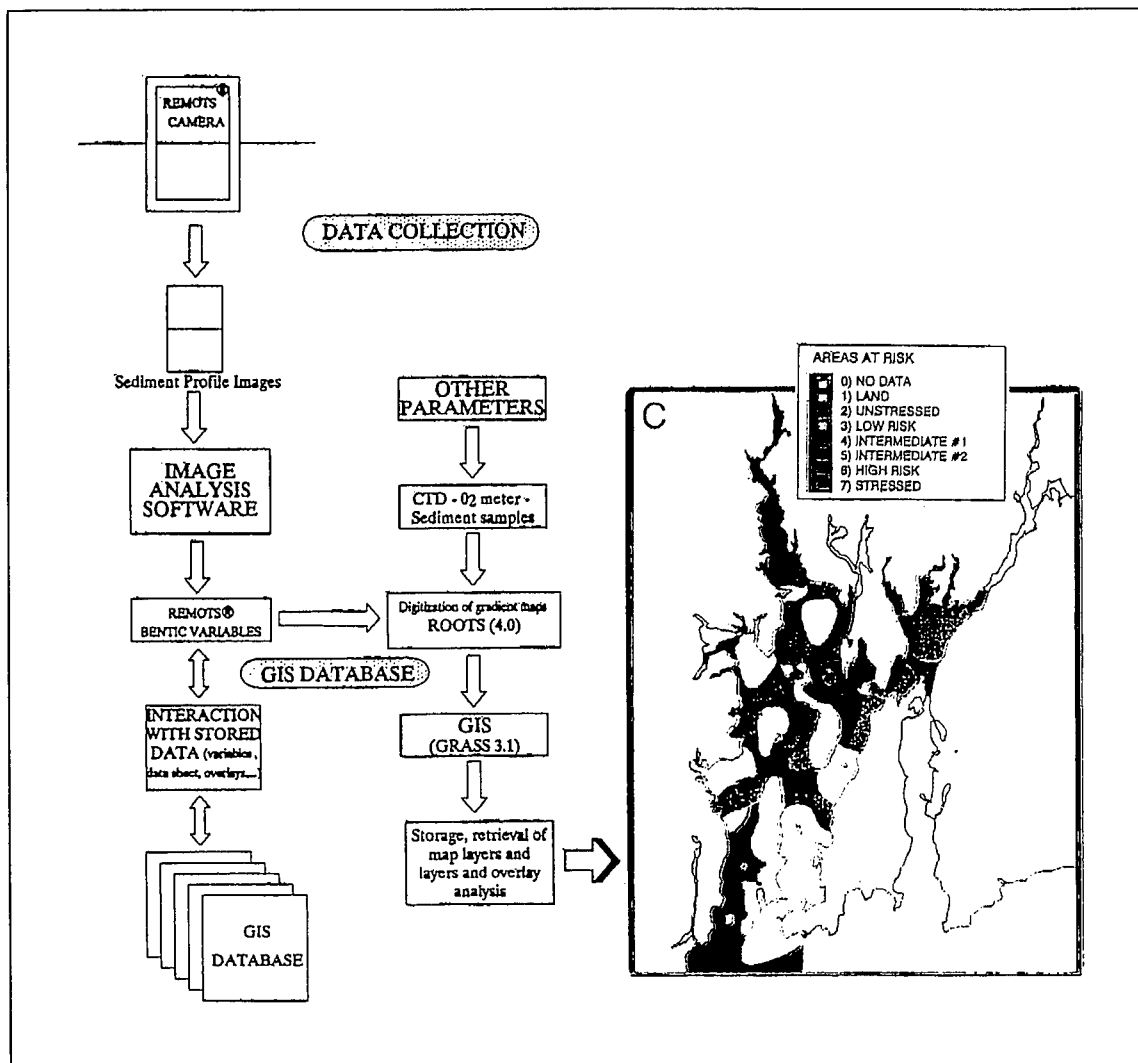 REMOTS®
CAMERA
DATA COLLECTION
Sediment Profile Images
IMAGE
ANALYSIS
SOFTWARE
REMOTS®
BENTIC VARIABLES
GIS DATABASE
INTERACTION
WITH STORED
DATA (variables,
data sheet, overlays,...)
GIS
DATABASE
OTHER
PARAMETERS
CTD - O2 meter -
Sediment samples
Digitization of gradient maps
ROOTS (4.0)
GIS
(GRASS 3.1)
Storage, retrieval of
map layers and
layers and overlay
analysis
C
AREAS AT RISK
0) NO DATA
1) LAND
2) UNSTRESSED
3) LOW RISK
4) INTERMEDIATE #1
5) INTERMEDIATE #2
6) HIGH RISK
7) STRESSED